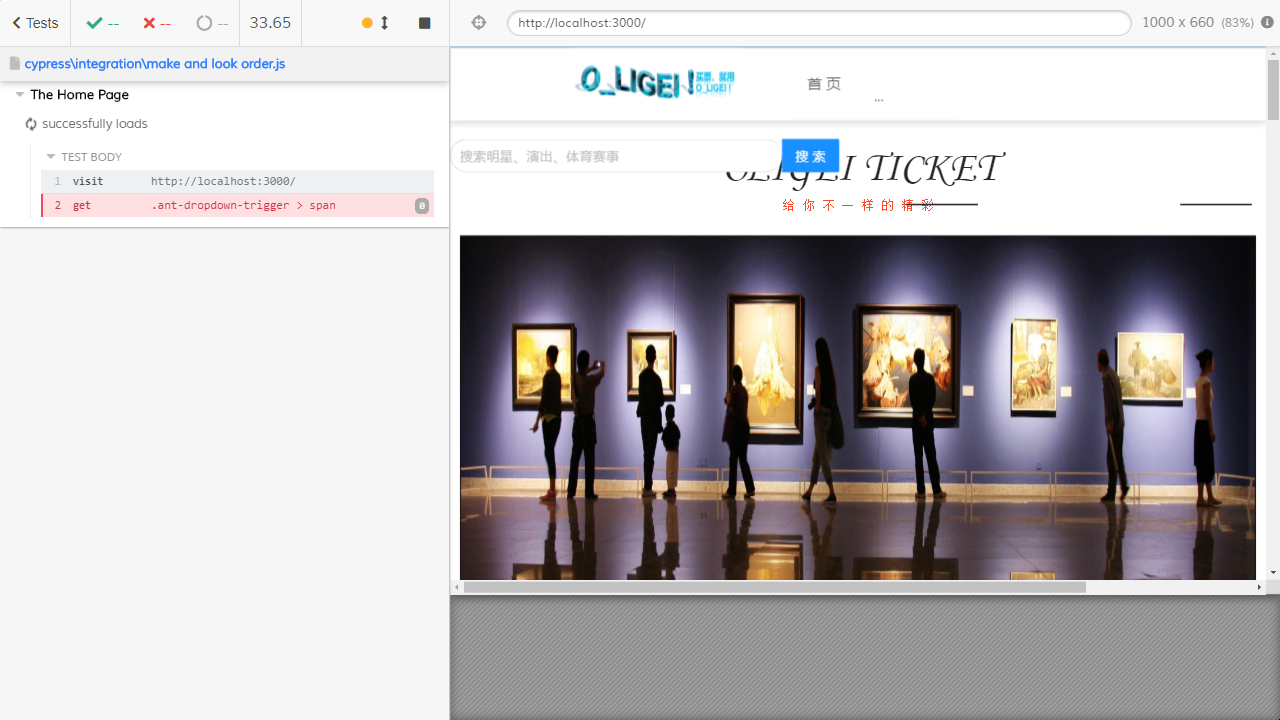 Tests
--
--
--
33.65
http://localhost:3000/
1000 x 660 (83%)
cypress\integration\make and look order.js
The Home Page
successfully loads
TEST BODY
1 visit http://localhost:3000/
2 get .ant-dropdown-trigger > span 0
O_LIGEI! 买票、就用
O_LIGEI!
首 页
...
搜索明星、演出、体育赛事
搜 索
OLIGEI TICKET
给你不一样的精彩